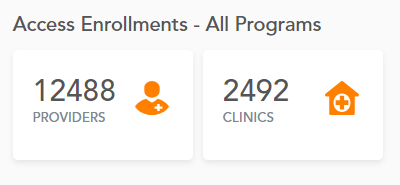 Access Enrollments - All Programs
12488
PROVIDERS
2492
CLINICS